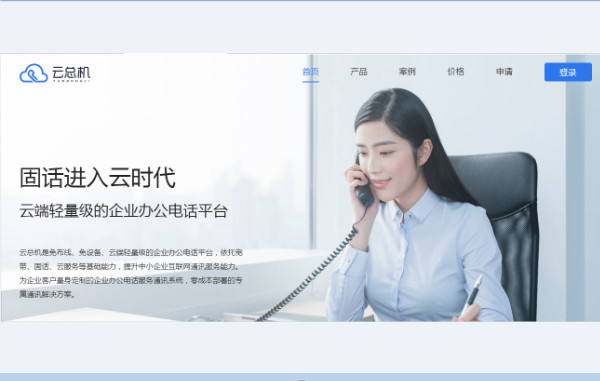 云总机
YUNZONGJI
首页
产品
案例
价格
申请
登录
固话进入云时代
云端轻量级的企业办公电话平台
云总机是免布线、免设备、云端轻量级的企业办公电话平台,依托宽
带、固话、云服务等基础能力,提升中小企业互联网通讯服务能力。
为企业客户量身定制的企业办公电话服务通讯系统,零成本部署的专
属通讯解决方案。